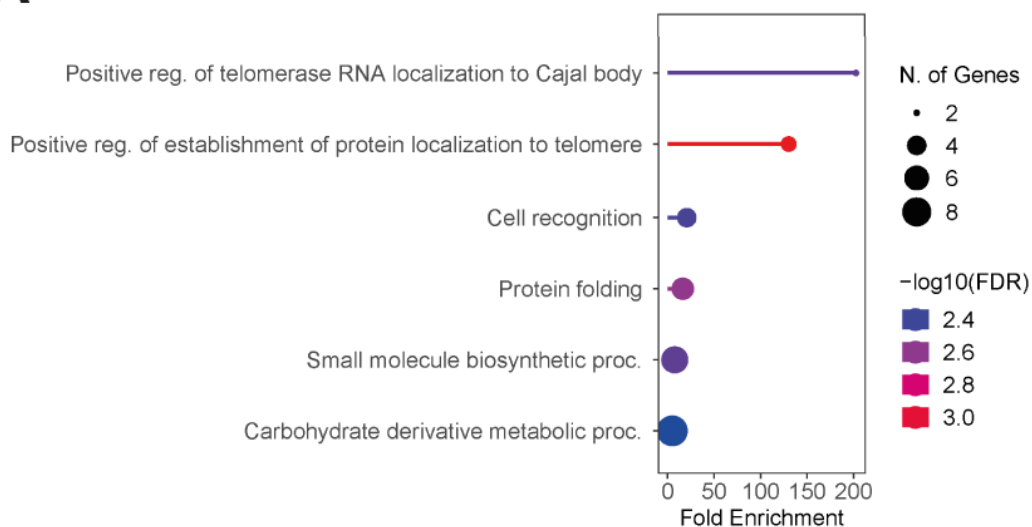 Positive reg. of telomerase RNA localization to Cajal body
Positive reg. of establishment of protein localization to telomere
Cell recognition
Protein folding
Small molecule biosynthetic proc.
Carbohydrate derivative metabolic proc.
0 50 100 150 200
Fold Enrichment
N. of Genes
2
4
6
8
−log10(FDR)
2.4
2.6
2.8
3.0